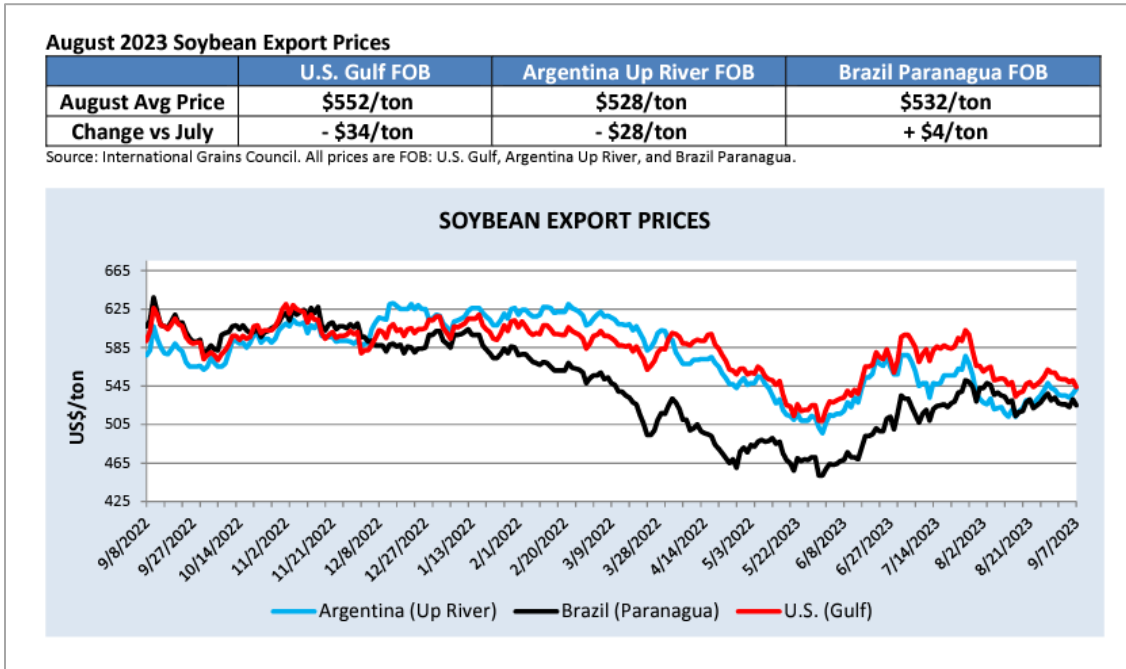 August 2023 Soybean Export Prices
U.S. Gulf FOB Argentina Up River FOB Brazil Paranagua FOB
August Avg Price $552/ton $528/ton $532/ton
Change vs July - $34/ton - $28/ton + $4/ton
Source: International Grains Council. All prices are FOB: U.S. Gulf, Argentina Up River, and Brazil Paranagua.
SOYBEAN EXPORT PRICES
US$/ton
665
625
585
545
505
465
425
9/8/2022 9/27/2022 10/14/2022 11/2/2022 11/21/2022 12/8/2022 12/27/2022 1/13/2022 2/1/2022 2/20/2022 3/9/2022 3/28/2022 4/14/2022 5/3/2022 5/22/2023 6/8/2022 6/27/2022 7/14/2023 8/2/2022 8/21/2022 9/7/2023
Argentina (Up River) Brazil (Paranagua) U.S. (Gulf)